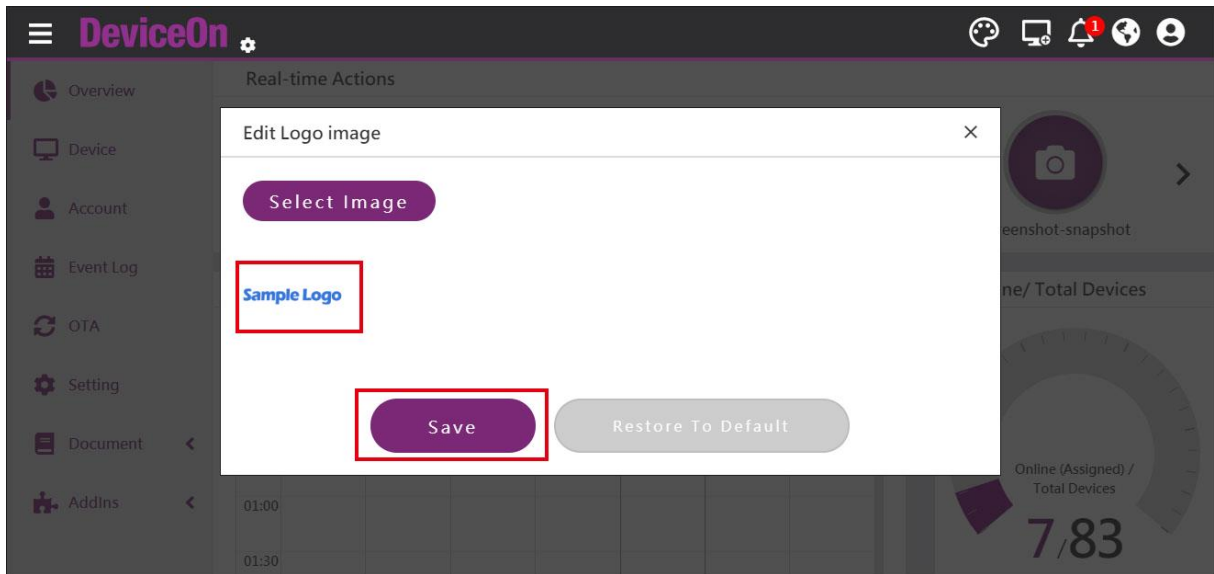 DeviceOn
1
Overview
Device
Account
Event Log
OTA
Setting
Document
AddIns
Real-time Actions
Edit Logo image
×
Select Image
Sample Logo
Save
Restore To Default
eenshot-snapshot
ne/ Total Devices
Online (Assigned) /
Total Devices
7/83
01:00
01:30